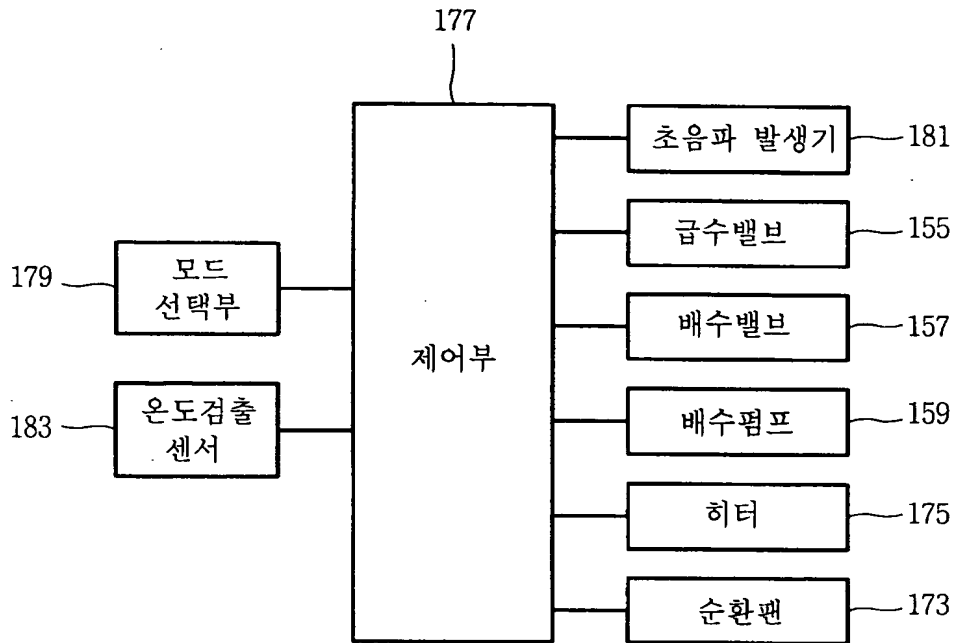 177
초음파 발생기
181
급수밸브
155
179
모드
선택부
배수밸브
157
제어부
183
온도검출
센서
배수펌프
159
히터
175
순환팬
173